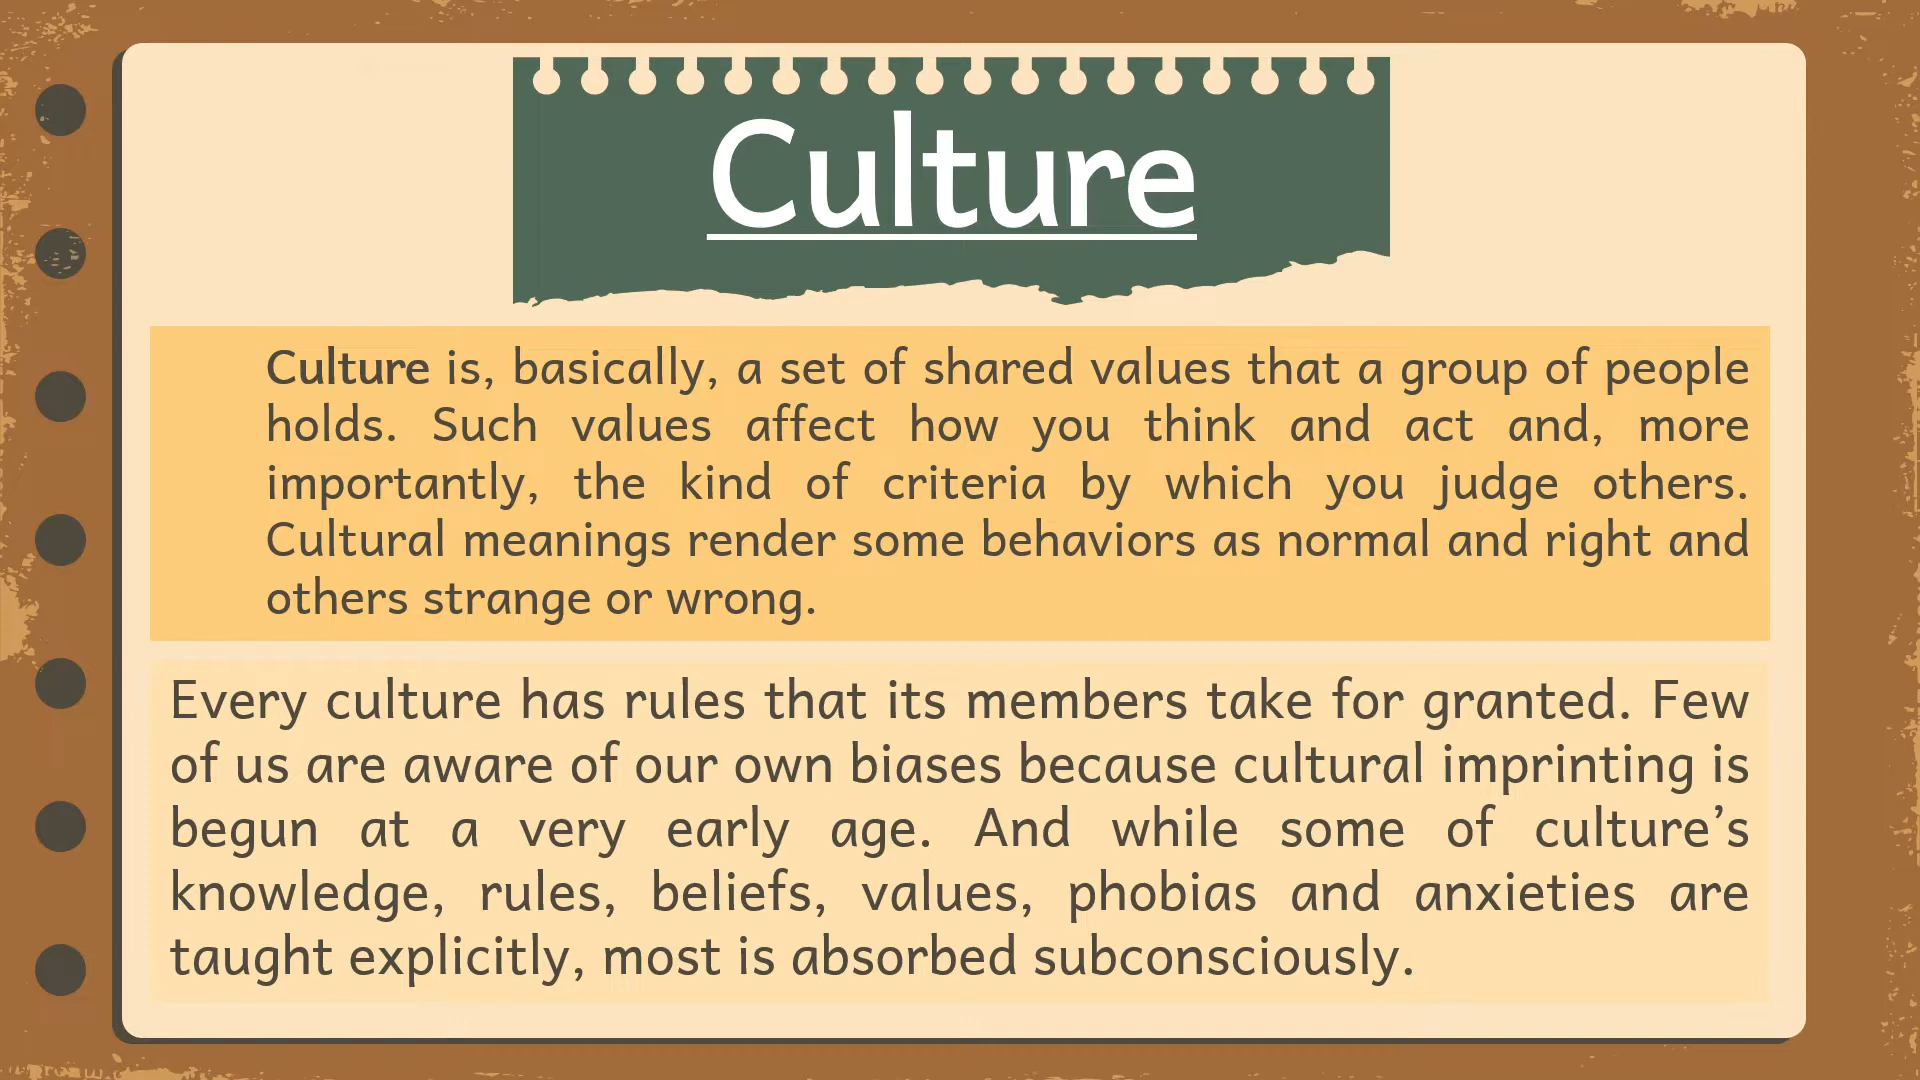 Culture
Culture is, basically, a set of shared values that a group of people
holds. Such values affect how you think and act and, more
importantly, the kind of criteria by which you judge others.
Cultural meanings render some behaviors as normal and right and
others strange or wrong.
Every culture has rules that its members take for granted. Few
of us are aware of our own biases because cultural imprinting is
begun at a very early age. And while some of culture’s
knowledge, rules, beliefs, values, phobias and anxieties are
taught explicitly, most is absorbed subconsciously.